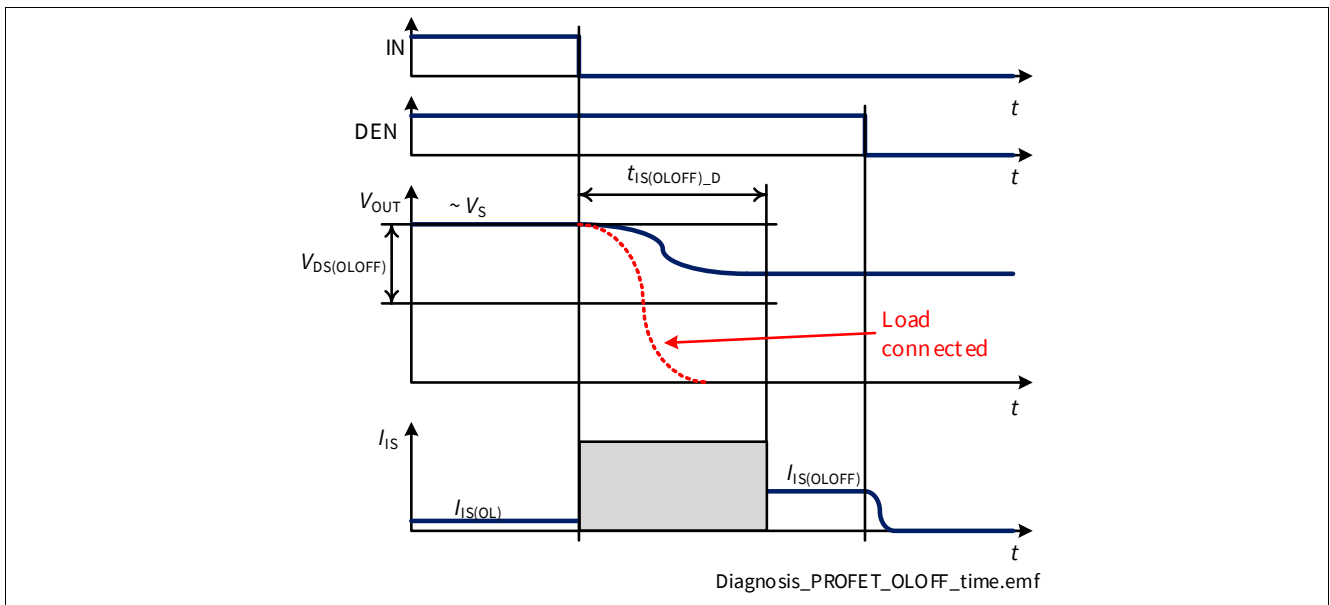 IN
t
DEN
t
tIS(OLOFF)_D
VOUT
~ VS
VDS(OLOFF)
Load
connected
t
IIS
IIS(OL)
IIS(OLOFF)
t
Diagnosis_PROFET_OLOFF_time.emf